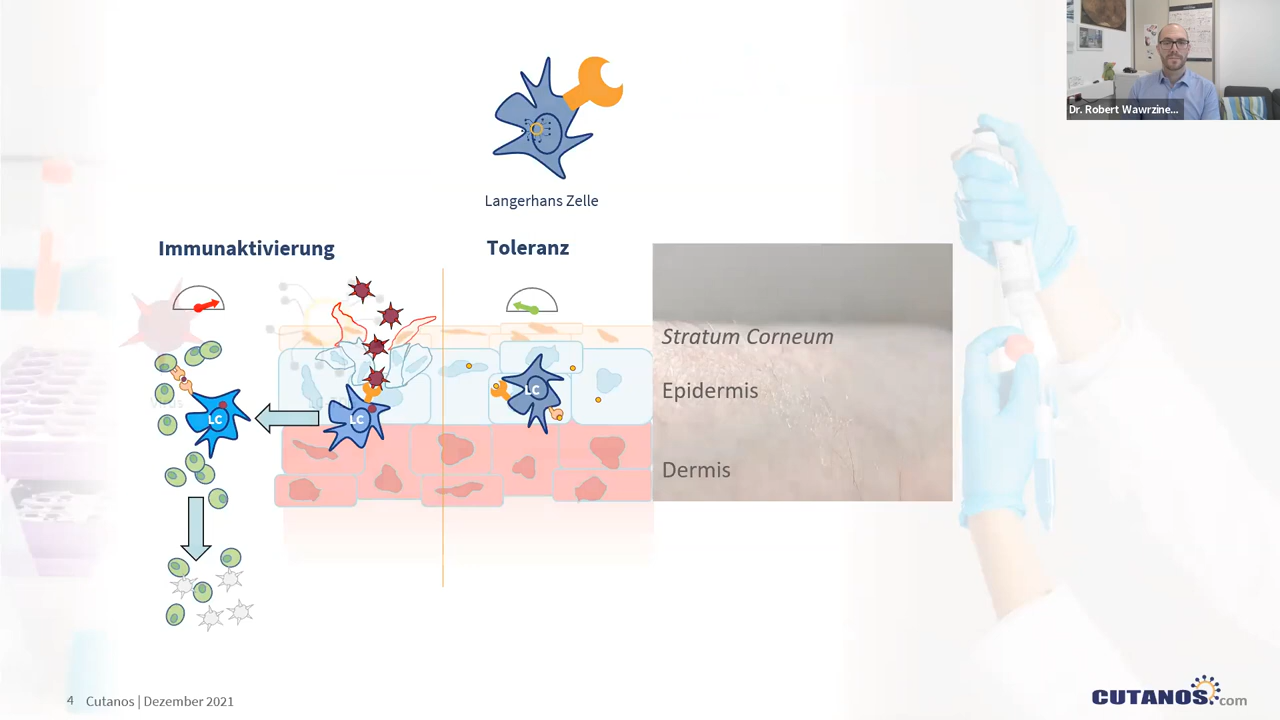 Dr. Robert Wawrzine...
Langerhans Zelle
Immunaktivierung
Toleranz
Stratum Corneum
Epidermis
Dermis
LC
LC
LC
4 Cutanos | Dezember 2021
CUTANOS.com